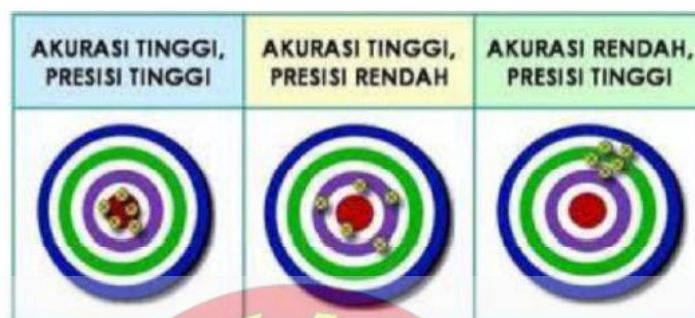 AKURASI TINGGI,
PRESISI TINGGI
AKURASI TINGGI,
PRESISI RENDAH
AKURASI RENDAH,
PRESISI TINGGI